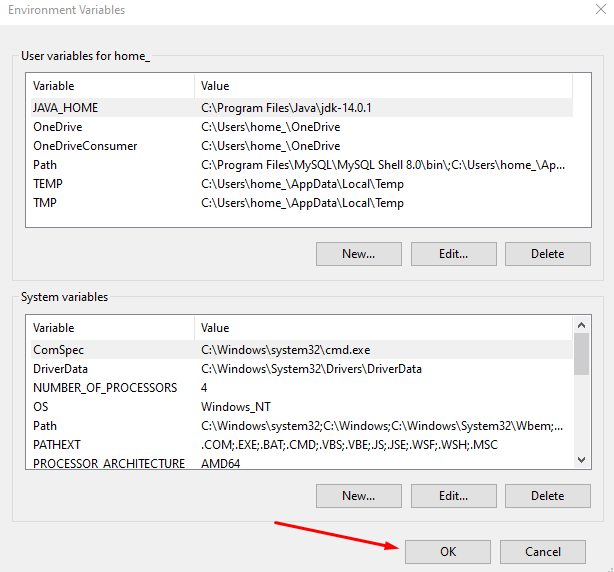 Environment Variables
User variables for home_
Variable Value
JAVA_HOME C:\Program Files\Java\jdk-14.0.1
OneDrive C:\Users\home_\OneDrive
OneDriveConsumer C:\Users\home_\OneDrive
Path C:\Program Files\MySQL\MySQL Shell 8.0\bin\;C:\Users\home_\Ap...
TEMP C:\Users\home_\AppData\Local\Temp
TMP C:\Users\home_\AppData\Local\Temp
New... Edit... Delete
System variables
Variable Value
ComSpec C:\Windows\system32\cmd.exe
DriverData C:\Windows\System32\Drivers\DriverData
NUMBER_OF_PROCESSORS 4
OS Windows_NT
Path C:\Windows\system32;C:\Windows;C:\Windows\System32\Wbem;...
PATHEXT .COM;.EXE;.BAT;.CMD;.VBS;.VBE;.JS;.JSE;.WSF;.WSH;.MSC
PROCESSOR_ARCHITECTURE AMD64
New... Edit... Delete
OK Cancel